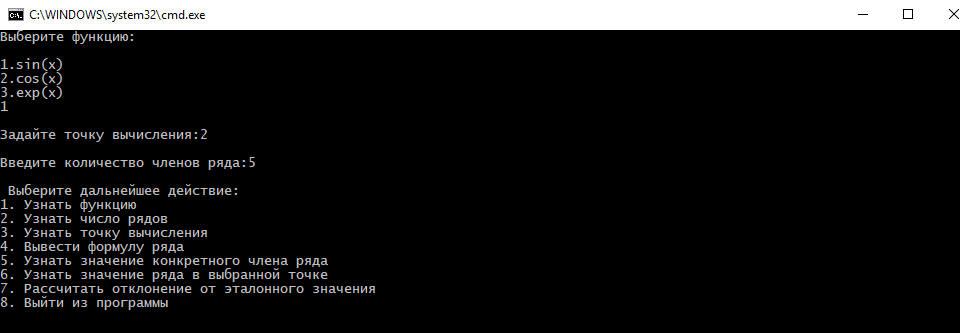 C:\WINDOWS\system32\cmd.exe
Выберите функцию:
1.sin(x)
2.cos(x)
3.exp(x)
1
Задайте точку вычисления:2
Введите количество членов ряда:5
Выберите дальнейшее действие:
1. Узнать функцию
2. Узнать число рядов
3. Узнать точку вычисления
4. Вывести формулу ряда
5. Узнать значение конкретного члена ряда
6. Узнать значение ряда в выбранной точке
7. Рассчитать отклонение от эталонного значения
8. Выйти из программы